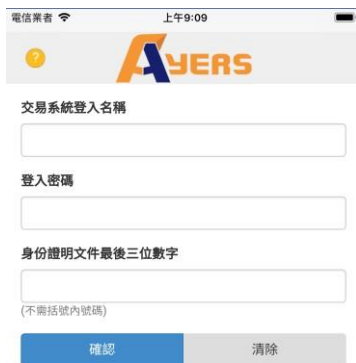 電信業者 上午9:09
?
AYERS
交易系統登入名稱
登入密碼
身份證明文件最後三位數字
(不需括號內號碼)
確認 清除